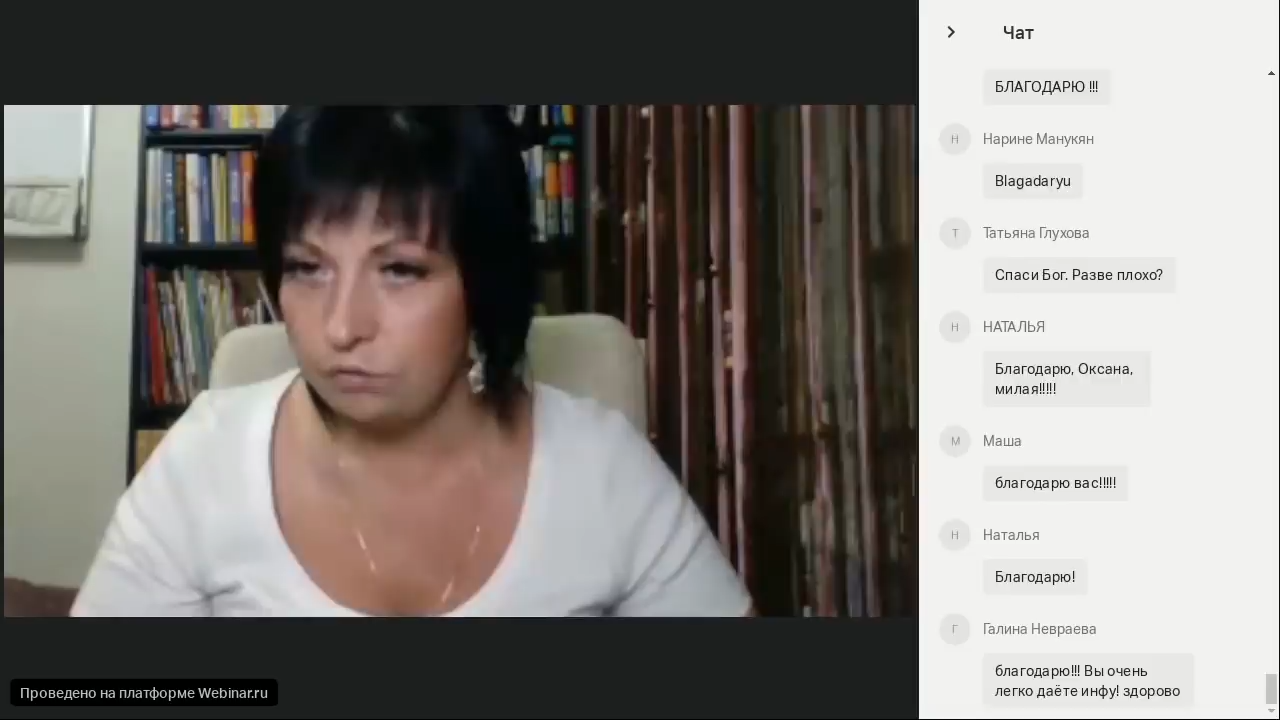 Чат
БЛАГОДАРЮ !!!
Н
Нарине Манукян
Blagadaryu
Т
Татьяна Глухова
Спаси Бог. Разве плохо?
Н
НАТАЛЬЯ
Благодарю, Оксана,
милая!!!!!
М
Маша
благодарю вас!!!!!
Н
Наталья
Благодарю!
Г
Галина Невраева
благодарю!!! Вы очень
легко даёте инфу! здорово
Проведено на платформе Webinar.ru